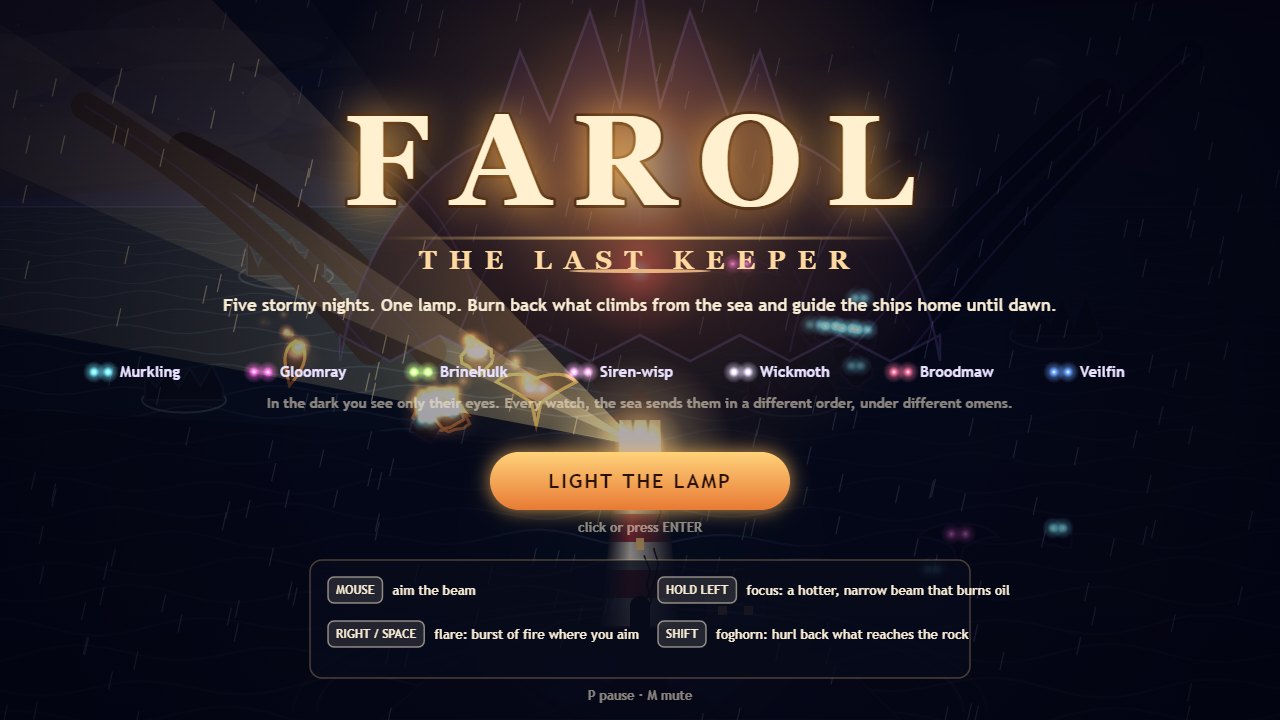 FAROL
THE LAST KEEPER
Five stormy nights. One lamp. Burn back what climbs from the sea and guide the ships home until dawn.
Murkling Gloomray Brinehulk Siren-wisp Wickmoth Broodmaw Veilfin
In the dark you see only their eyes. Every watch, the sea sends them in a different order, under different omens.
LIGHT THE LAMP
click or press ENTER
MOUSE aim the beam HOLD LEFT focus: a hotter, narrow beam that burns oil
RIGHT / SPACE flare: burst of fire where you aim SHIFT foghorn: hurl back what reaches the rock
P pause · M mute